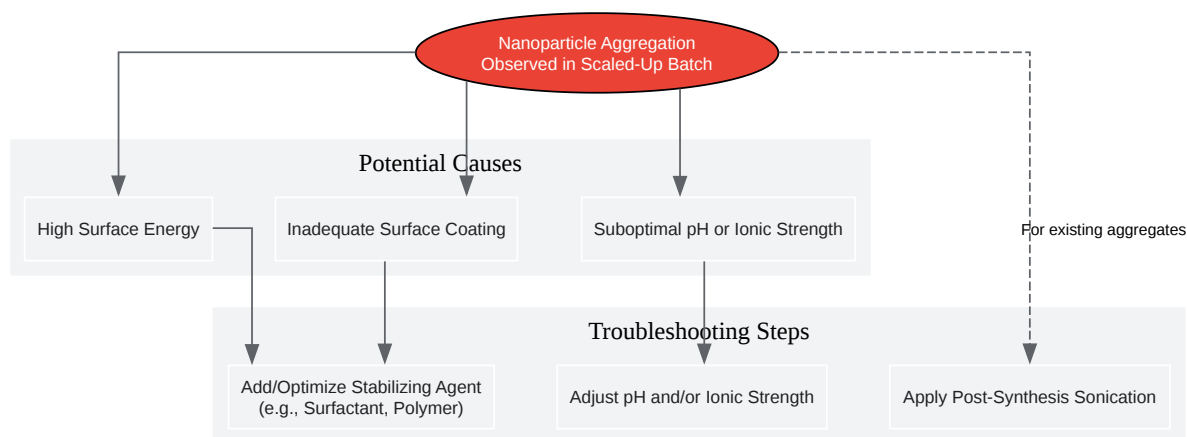 Nanoparticle Aggregation
Observed in Scaled-Up Batch
Potential Causes
High Surface Energy
Inadequate Surface Coating
Suboptimal pH or Ionic Strength
For existing aggregates
Troubleshooting Steps
Add/Optimize Stabilizing Agent
(e.g., Surfactant, Polymer)
Adjust pH and/or Ionic Strength
Apply Post-Synthesis Sonication